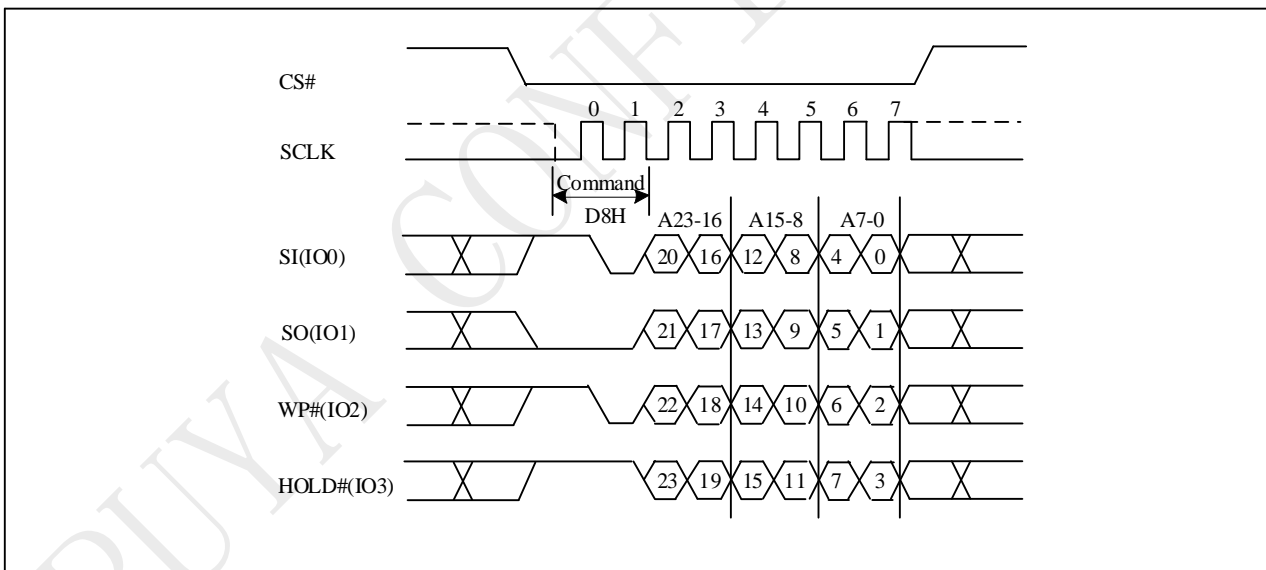 PUYA CONF
CS#
0 1 2 3 4 5 6 7
SCLK
Command
D8H A23-16 A15-8 A7-0
SI(IO0) 20 16 12 8 4 0
SO(IO1) 21 17 13 9 5 1
WP#(IO2) 22 18 14 10 6 2
HOLD#(IO3) 23 19 15 11 7 3